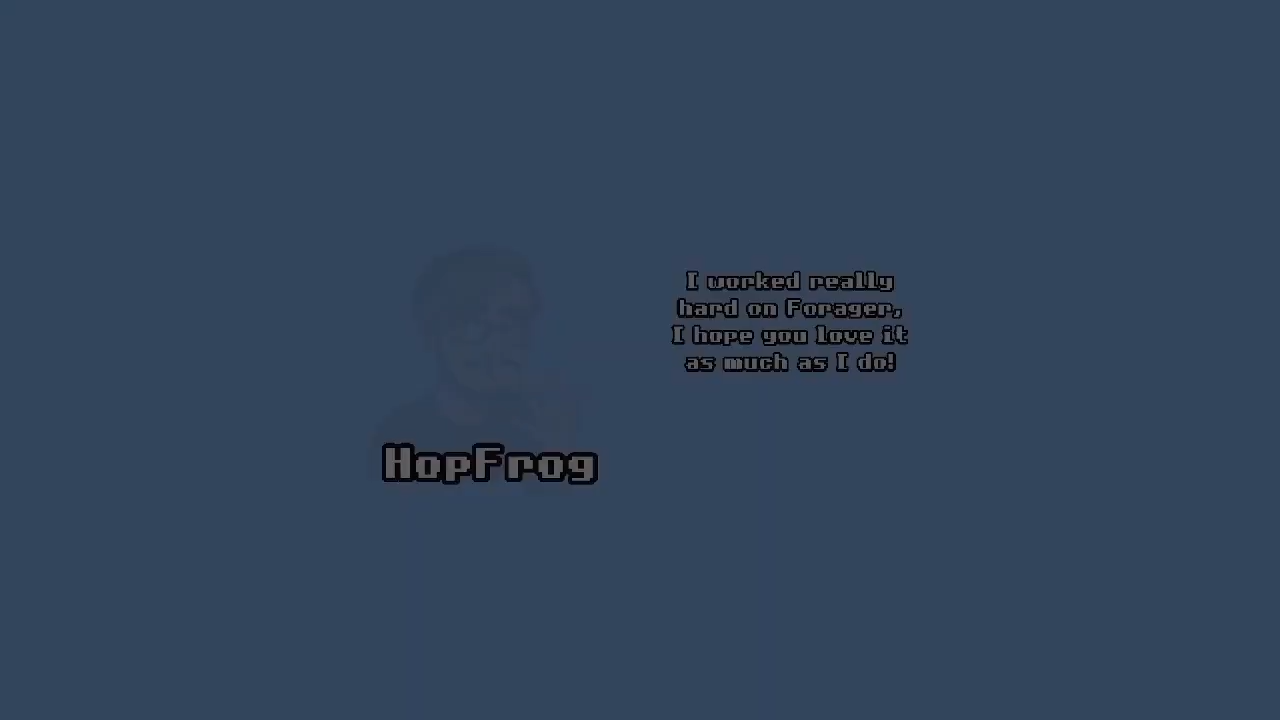 I worked really
hard on Forager,
I hope you love it
as much as I do!
HopFrog